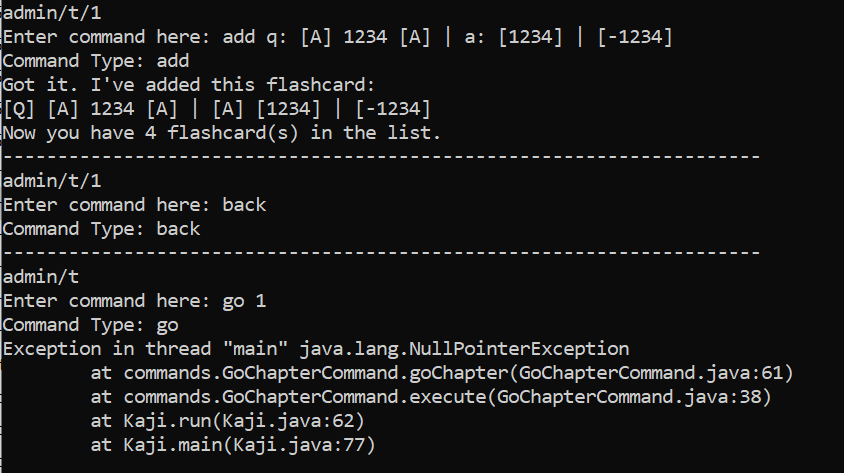 admin/t/1
Enter command here: add q: [A] 1234 [A] | a: [1234] | [-1234]
Command Type: add
Got it. I've added this flashcard:
[Q] [A] 1234 [A] | [A] [1234] | [-1234]
Now you have 4 flashcard(s) in the list.
---------------------------------------------------------------------
admin/t/1
Enter command here: back
Command Type: back
---------------------------------------------------------------------
admin/t
Enter command here: go 1
Command Type: go
Exception in thread "main" java.lang.NullPointerException
        at commands.GoChapterCommand.goChapter(GoChapterCommand.java:61)
        at commands.GoChapterCommand.execute(GoChapterCommand.java:38)
        at Kaji.run(Kaji.java:62)
        at Kaji.main(Kaji.java:77)